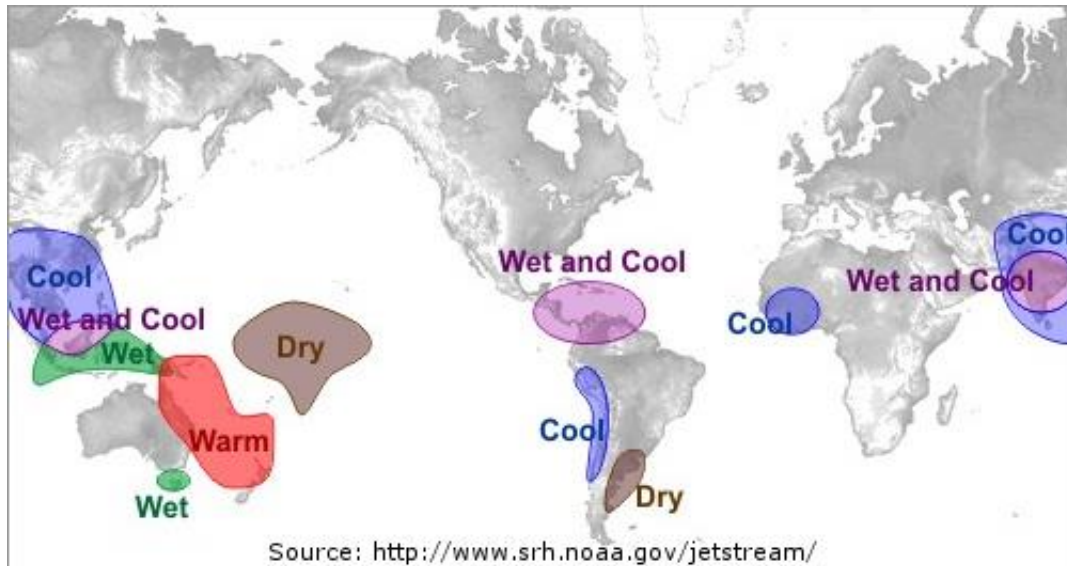 Cool
Wet and Cool
Wet and Cool
Cool
Wet and Cool
Cool
Wet
Dry
Cool
Warm
Wet
Dry
Source: http://www.srh.noaa.gov/jetstream/